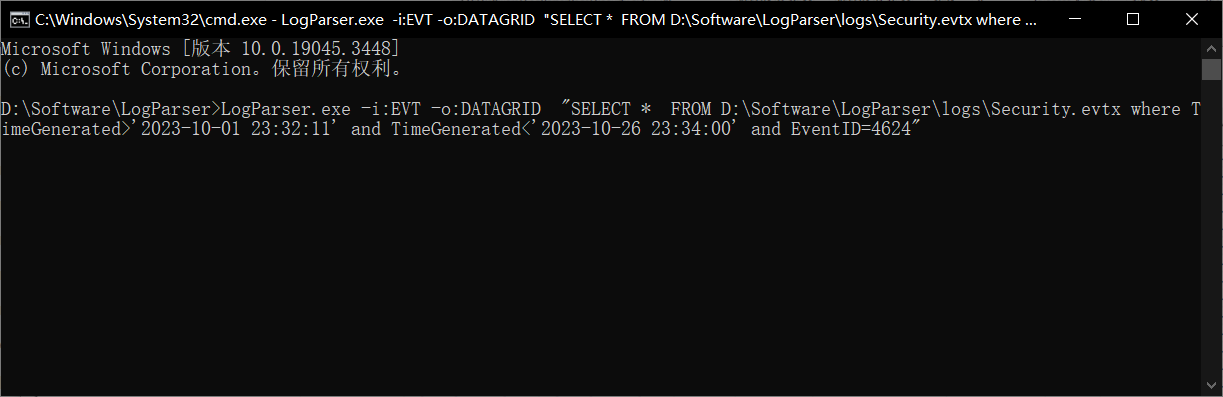 C:\Windows\System32\cmd.exe - LogParser.exe  -i:EVT -o:DATAGRID  "SELECT *  FROM D:\Software\LogParser\logs\Security.evtx where ...
Microsoft Windows [版本 10.0.19045.3448]
(c) Microsoft Corporation。保留所有权利。
D:\Software\LogParser>LogParser.exe -i:EVT -o:DATAGRID  "SELECT *  FROM D:\Software\LogParser\logs\Security.evtx where T
imeGenerated>'2023-10-01 23:32:11' and TimeGenerated<'2023-10-26 23:34:00' and EventID=4624"